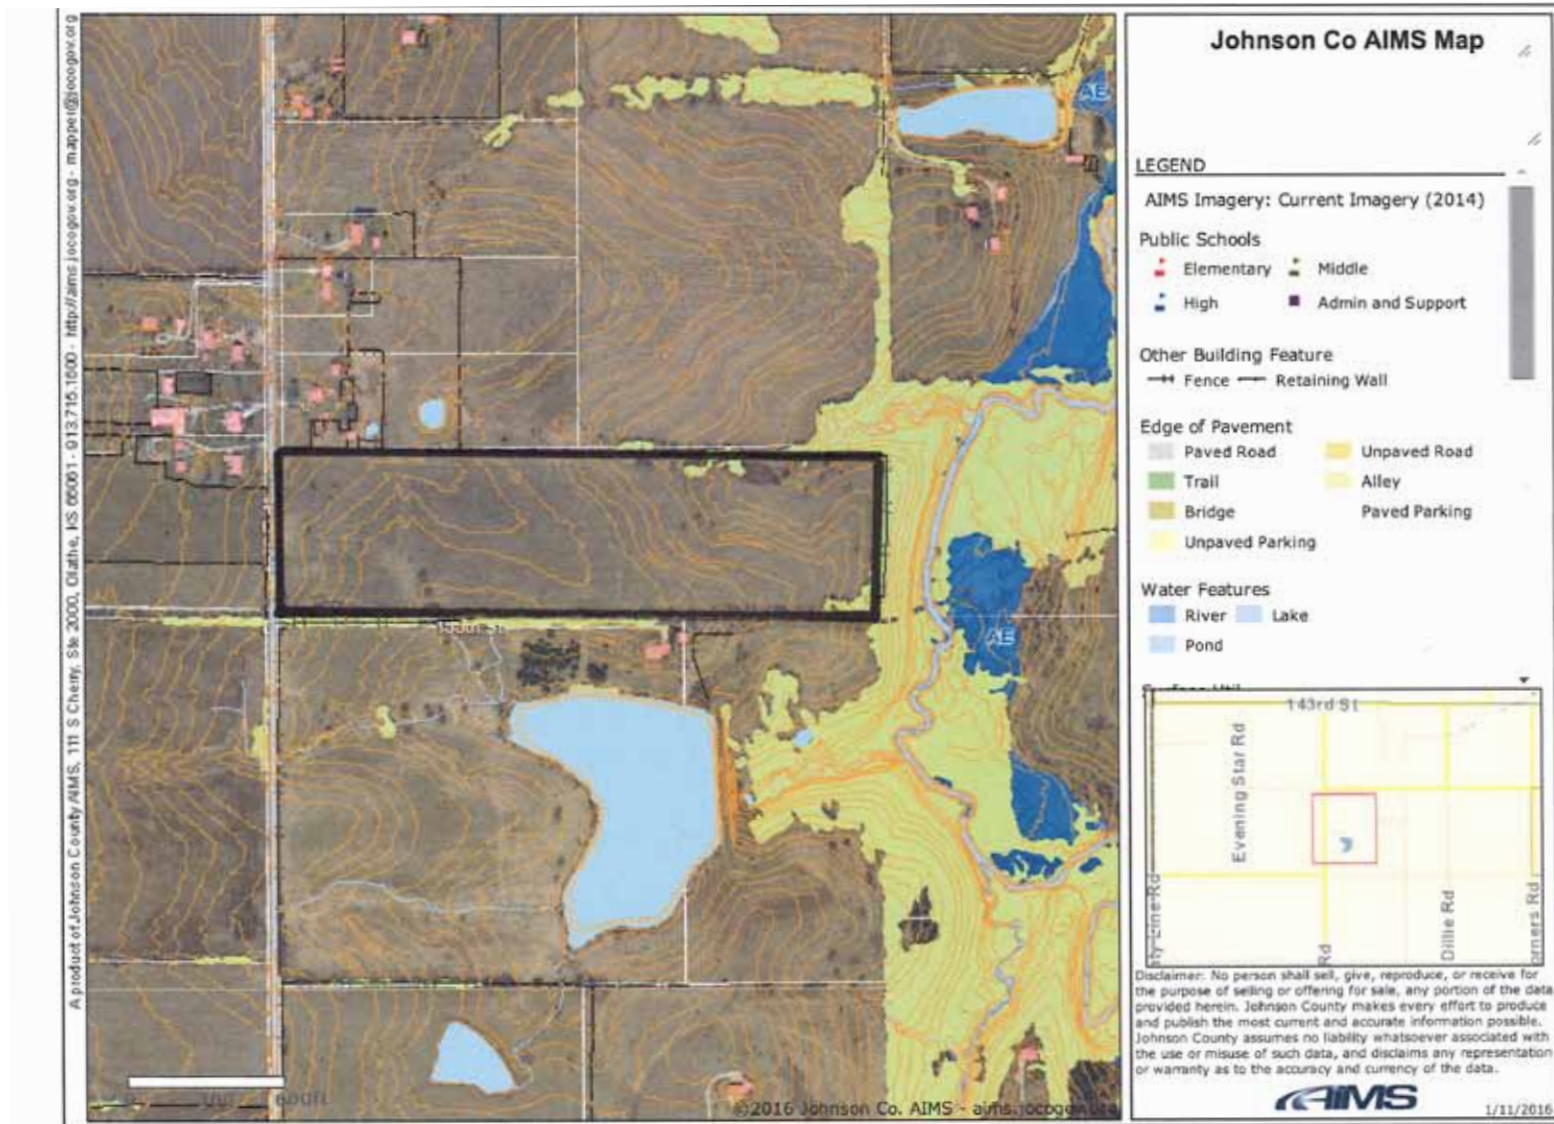 A product of Johnson County AIMS, 111 S Cherry, Ste 2000, Olathe, KS 66061 - 913.715.1600 - http://aims.jocogov.org - mapper@jocogov.org
AE
AE
600ft
©2016 Johnson Co. AIMS -
Johnson Co AIMS Map
LEGEND
AIMS Imagery: Current Imagery (2014)
Public Schools
Elementary Middle
High Admin and Support
Other Building Feature
Fence Retaining Wall
Edge of Pavement
Paved Road Unpaved Road
Trail Alley
Bridge Paved Parking
Unpaved Parking
Water Features
River Lake
Pond
143rd St
Evening Star Rd
Rd
Dillie Rd
Disclaimer: No person shall sell, give, reproduce, or receive for
the purpose of selling or offering for sale, any portion of the data
provided herein. Johnson County makes every effort to produce
and publish the most current and accurate information possible.
Johnson County assumes no liability whatsoever associated with
the use or misuse of such data, and disclaims any representation
or warranty as to the accuracy and currency of the data.
AIMS
1/11/2016